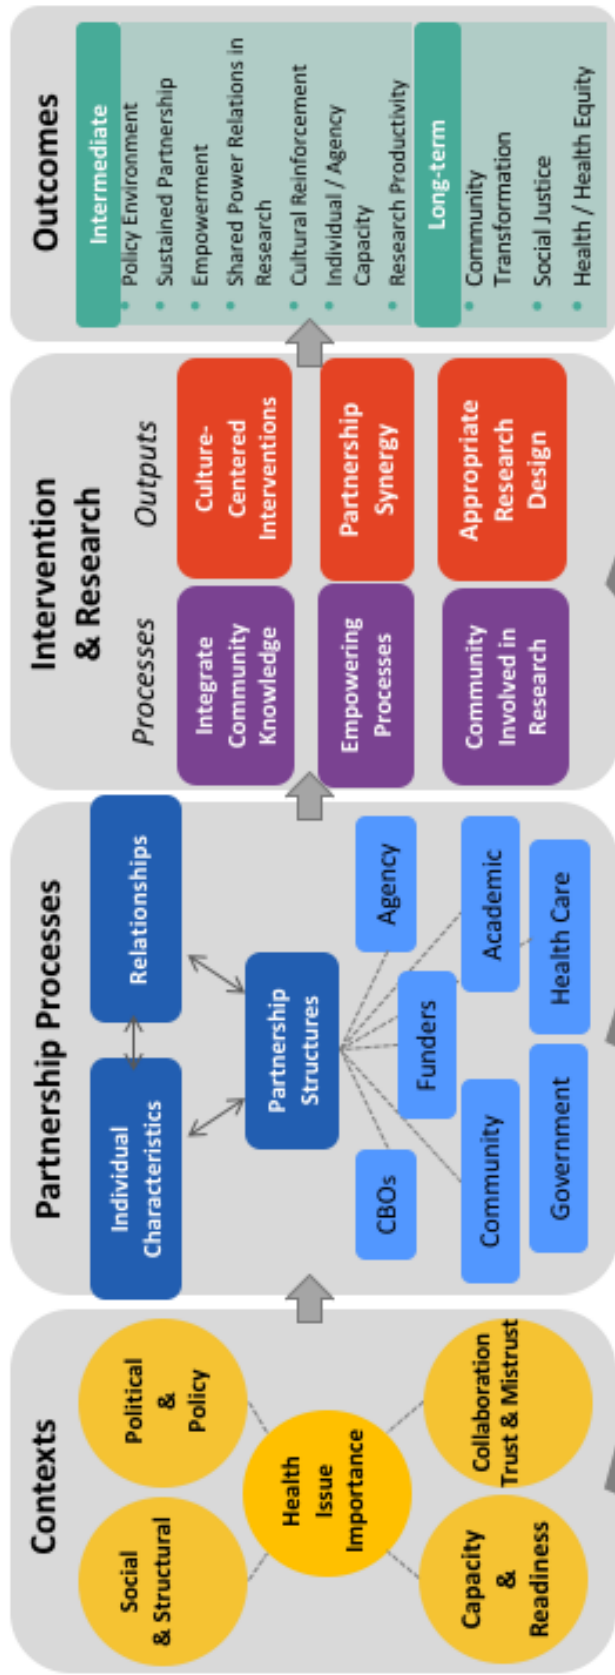 Contexts
Social
& Structural
Political
&
Policy
Health
Issue
Importance
Capacity
&
Readiness
Collaboration
Trust & Mistrust
Partnership Processes
Individual
Characteristics
Relationships
Partnership
Structures
CBOs
Agency
Funders
Community
Academic
Government
Health Care
Intervention
& Research
Processes
Outputs
Integrate
Community
Knowledge
Culture-
Centered
Interventions
Empowering
Processes
Partnership
Synergy
Community
Involved in
Research
Appropriate
Research
Design
Outcomes
Intermediate
• Policy Environment
• Sustained Partnership
• Empowerment
• Shared Power Relations in
Research
• Cultural Reinforcement
• Individual / Agency
Capacity
• Research Productivity
Long-term
• Community
Transformation
• Social Justice
• Health / Health Equity